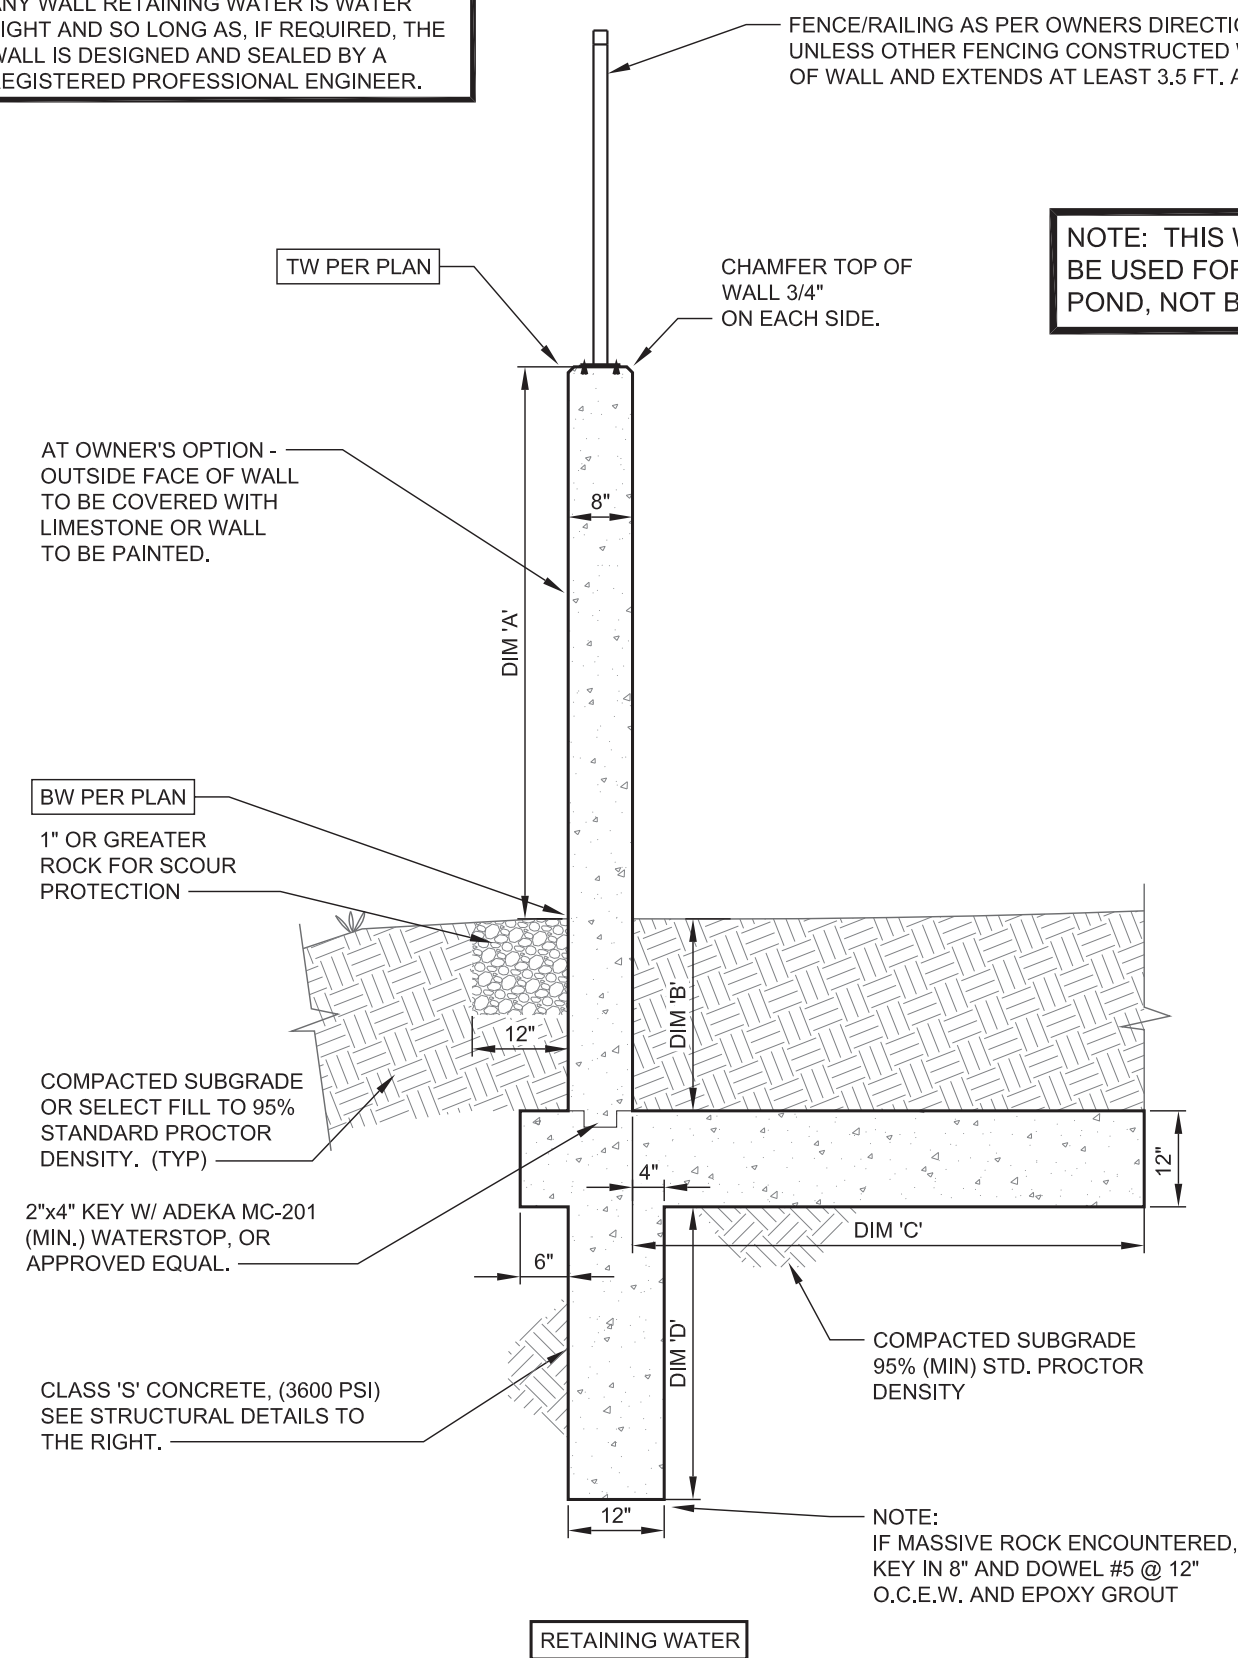 ANY WALL RETAINING WATER IS WATER
TIGHT AND SO LONG AS, IF REQUIRED, THE
WALL IS DESIGNED AND SEALED BY A
REGISTERED PROFESSIONAL ENGINEER.
FENCE/RAILING AS PER OWNERS
UNLESS OTHER FENCING CONSTRUCTED
OF WALL AND EXTENDS AT LEAST 3.5 FT.
NOTE: THIS
BE USED FOR
POND, NOT
TW PER PLAN
CHAMFER TOP OF
WALL 3/4"
ON EACH SIDE.
AT OWNER'S OPTION -
OUTSIDE FACE OF WALL
TO BE COVERED WITH
LIMESTONE OR WALL
TO BE PAINTED.
8"
DIM 'A'
BW PER PLAN
1" OR GREATER
ROCK FOR SCOUR
PROTECTION
12"
DIM 'B'
COMPACTED SUBGRADE
OR SELECT FILL TO 95%
STANDARD PROCTOR
DENSITY. (TYP)
4"
12"
2"x4" KEY W/ ADEKA MC-201
(MIN.) WATERSTOP, OR
APPROVED EQUAL.
6"
DIM 'C'
DIM 'D'
COMPACTED SUBGRADE
95% (MIN) STD. PROCTOR
DENSITY
CLASS 'S' CONCRETE, (3600 PSI)
SEE STRUCTURAL DETAILS TO
THE RIGHT.
12"
NOTE:
IF MASSIVE ROCK ENCOUNTERED,
KEY IN 8" AND DOWEL #5 @ 12"
O.C.E.W. AND EPOXY GROUT
RETAINING WATER